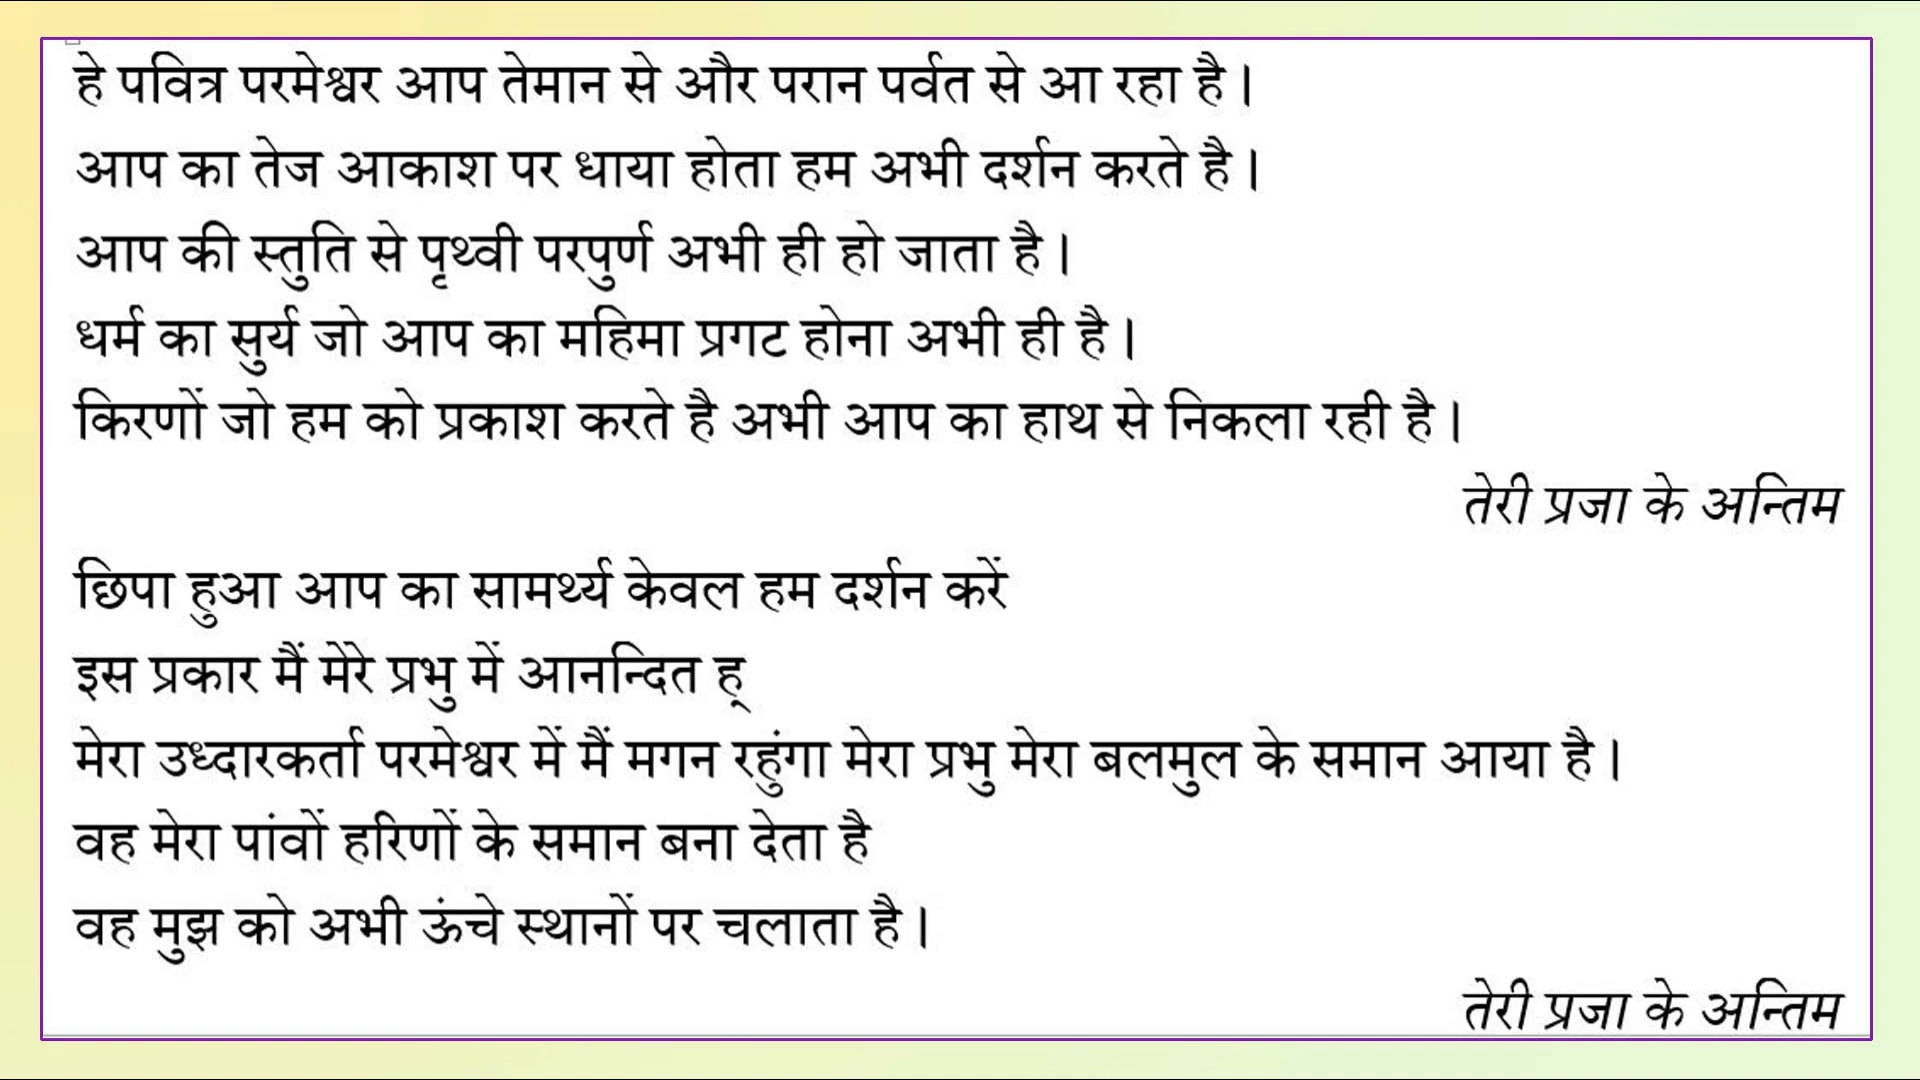 हे पवित्र परमेश्वर आप तेमान से और परान पर्वत से आ रहा है।
आप का तेज आकाश पर धाया होता हम अभी दर्शन करते है।
आप की स्तुति से पृथ्वी परपुर्ण अभी ही हो जाता है।
धर्म का सुर्य जो आप का महिमा प्रगट होना अभी ही है।
किरणों जो हम को प्रकाश करते है अभी आप का हाथ से निकला रही है।
तेरी प्रजा के अन्तिम
छिपा हुआ आप का सामर्थ्य केवल हम दर्शन करें
इस प्रकार मैं मेरे प्रभु में आनन्दित ह्
मेरा उध्दारकर्ता परमेश्वर में मैं मगन रहुंगा मेरा प्रभु मेरा बलमुल के समान आया है।
वह मेरा पांवों हरिणों के समान बना देता है
वह मुझ को अभी ऊंचे स्थानों पर चलाता है।
तेरी प्रजा के अन्तिम